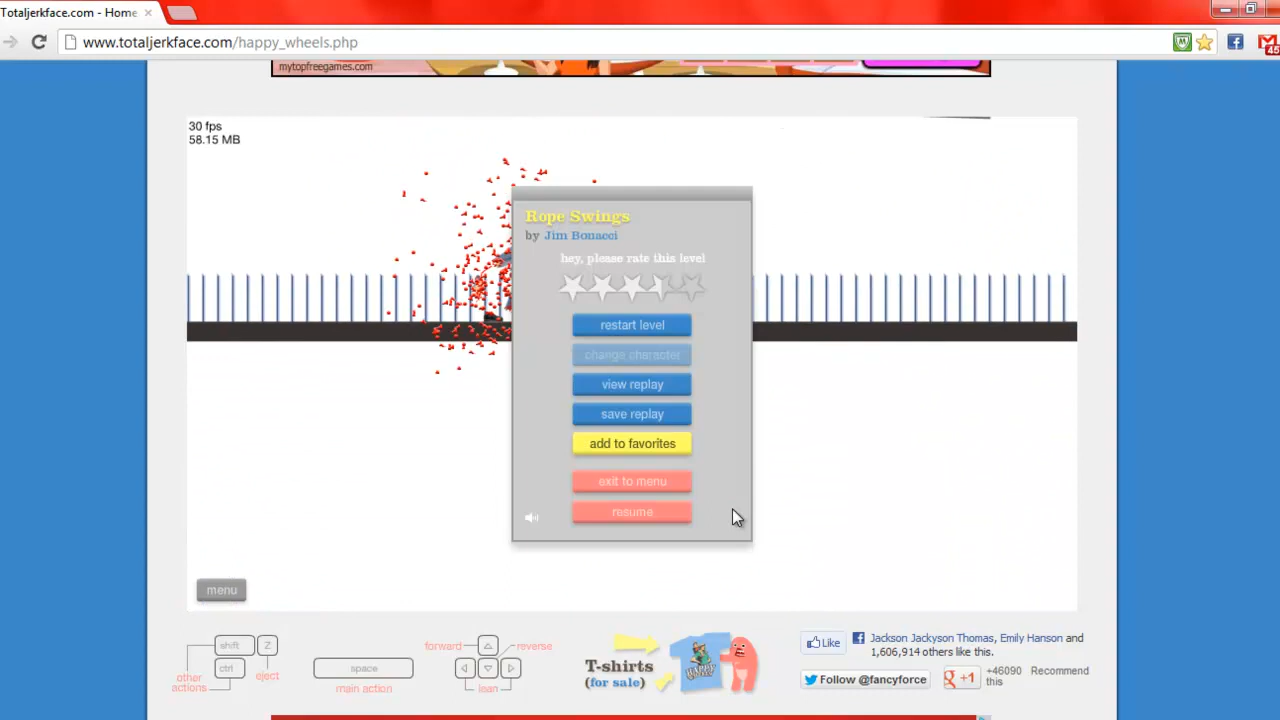 Totaljerkface.com - Home
www.totaljerkface.com/happy_wheels.php
45
mytopfreegames.com
30 fps
58.15 MB
Rope Swings
by Jim Bonacci
hey, please rate this level
restart level
change character
view replay
save replay
add to favorites
exit to menu
resume
menu
shift
Z
ctrl
eject
other
actions
space
main action
forward
reverse
lean
T-shirts
(for sale)
Like
Jackson Jackyson Thomas, Emily Hanson and
1,606,914 others like this.
Follow @fancyforce
+1
+46090 Recommend
this